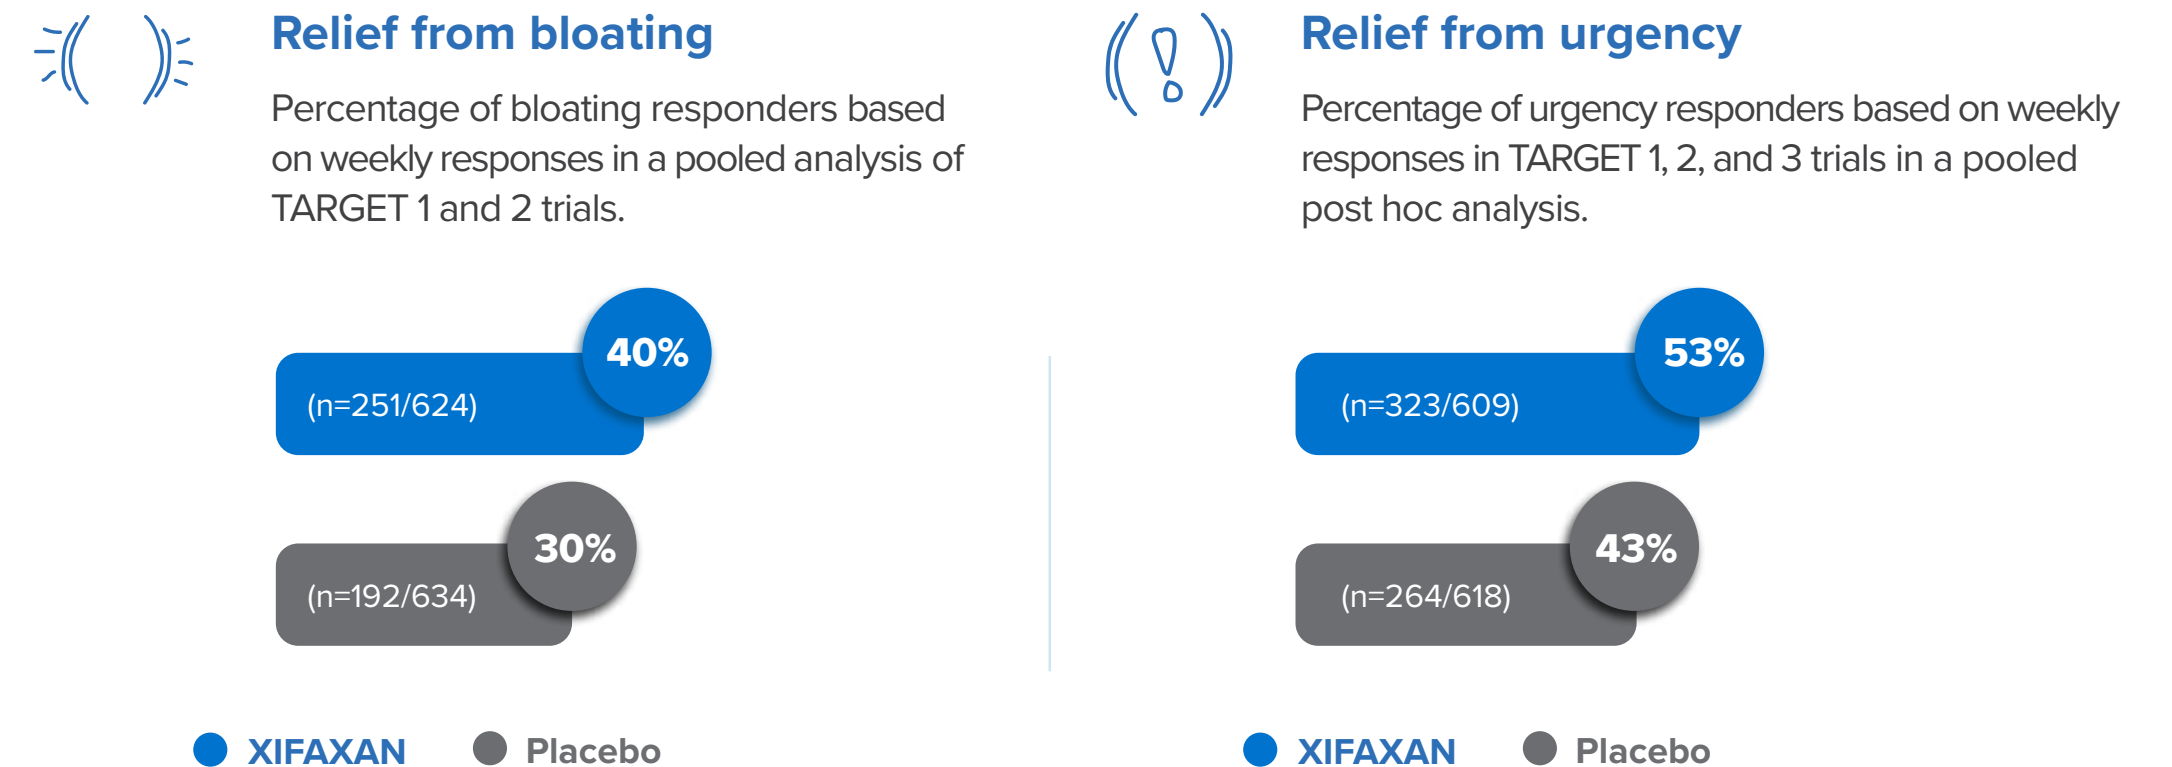 Relief from bloating
Percentage of bloating responders based
on weekly responses in a pooled analysis of
TARGET 1 and 2 trials.
40%
(n=251/624)
30%
(n=192/634)
XIFAXAN
Placebo
Relief from urgency
Percentage of urgency responders based on weekly
responses in TARGET 1, 2, and 3 trials in a pooled
post hoc analysis.
53%
(n=323/609)
43%
(n=264/618)
XIFAXAN
Placebo